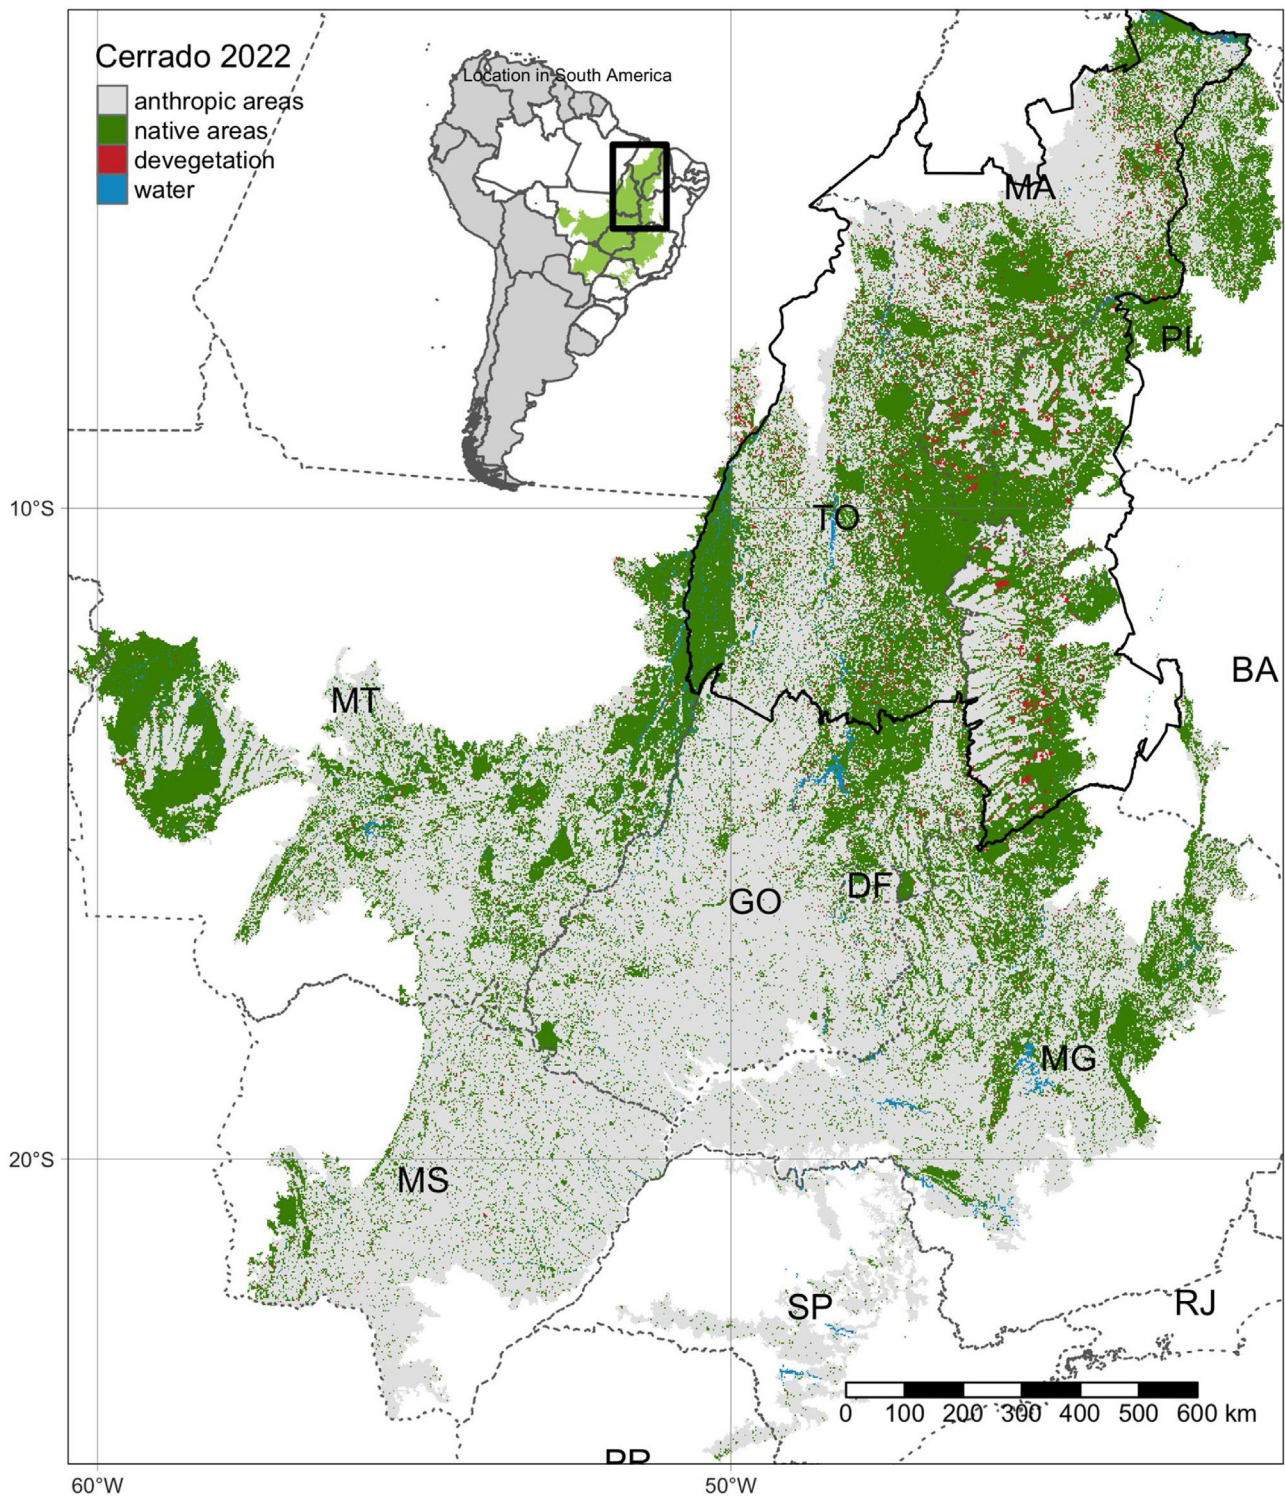 Cerrado 2022
Location in South America
anthropic areas
native areas
devegetation
water
MA
PI
10°S
TO
BA
MT
DF
GO
MG
20°S
MS
SP
RJ
0 100 200 300 400 500 600 km
PR
60°W
50°W